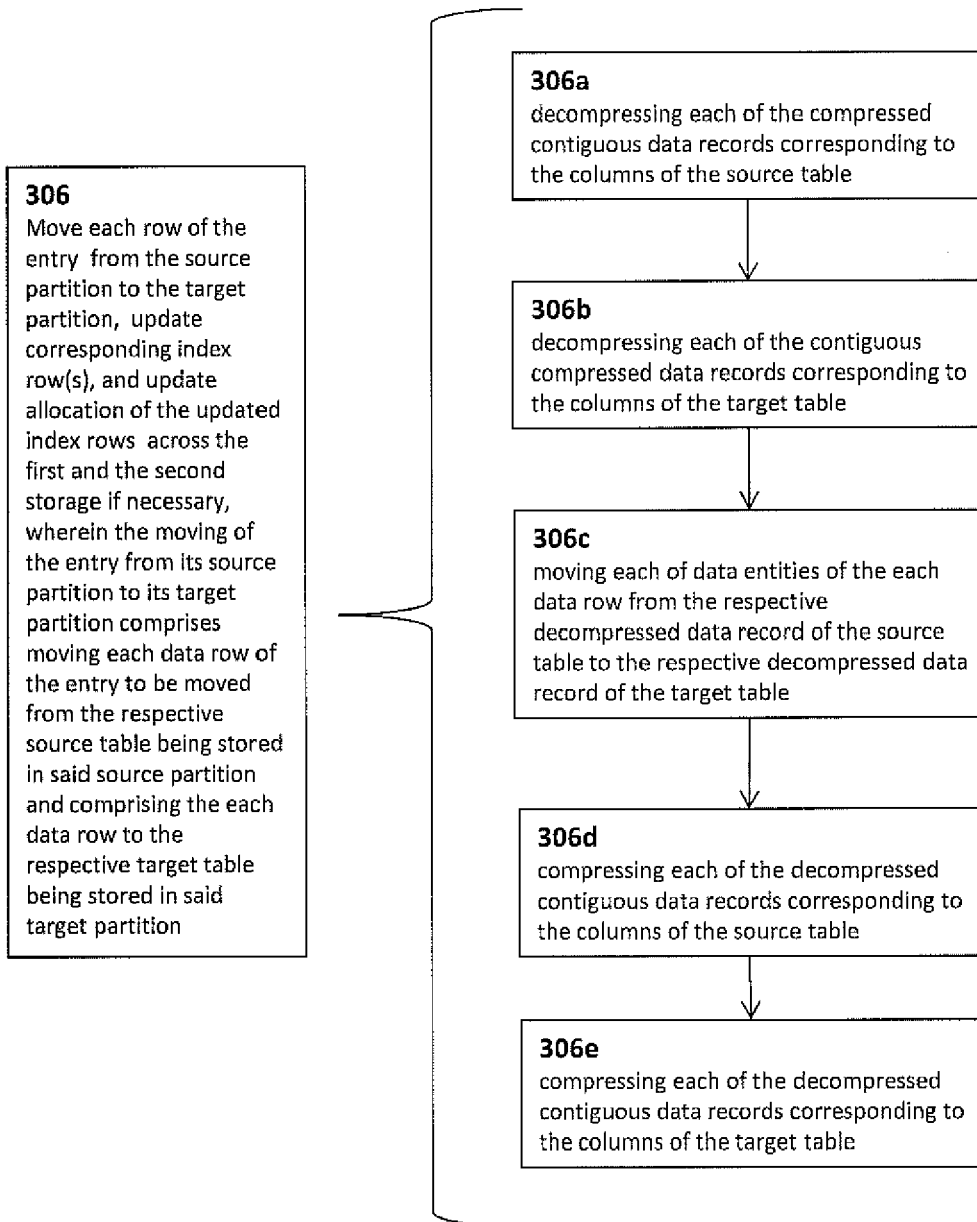 306
Move each row of the
entry from the source
partition to the target
partition, update
corresponding index
row(s), and update
allocation of the updated
index rows across the
first and the second
storage if necessary,
wherein the moving of
the entry from its source
partition to its target
partition comprises
moving each data row of
the entry to be moved
from the respective
source table being stored
in said source partition
and comprising the each
data row to the
respective target table
being stored in said
target partition
306a
decompressing each of the compressed
contiguous data records corresponding to
the columns of the source table
306b
decompressing each of the contiguous
compressed data records corresponding to
the columns of the target table
306c
moving each of data entities of the each
data row from the respective
decompressed data record of the source
table to the respective decompressed data
record of the target table
306d
compressing each of the decompressed
contiguous data records corresponding to
the columns of the source table
306e
compressing each of the decompressed
contiguous data records corresponding to
the columns of the target table